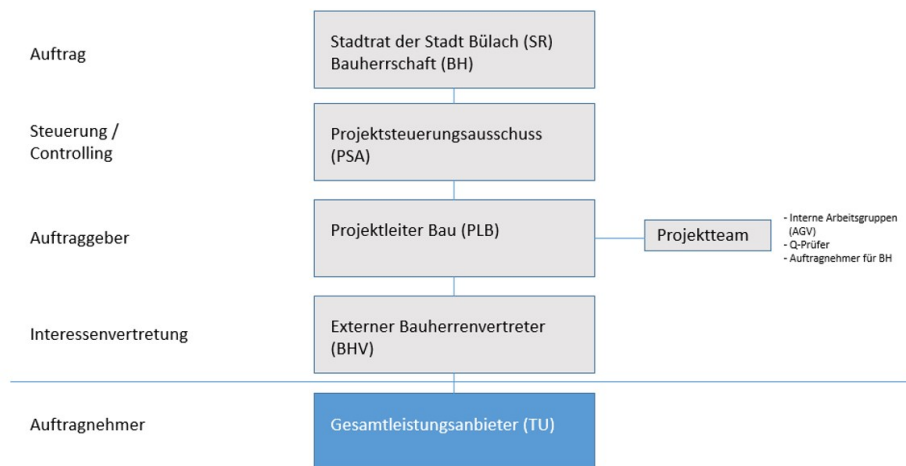 Auftrag
Stadtrat der Stadt Bülach (SR)
Bauherrschaft (BH)
Steuerung /
Controlling
Projektsteuerungsausschuss
(PSA)
Auftraggeber
Projektleiter Bau (PLB)
Projektteam
- Interne Arbeitsgruppen
(AGV)
- Q-Prüfer
- Auftragnehmer für BH
Interessenvertretung
Externer Bauherrenvertreter
(BHV)
Auftragnehmer
Gesamtleistungsanbieter (TU)